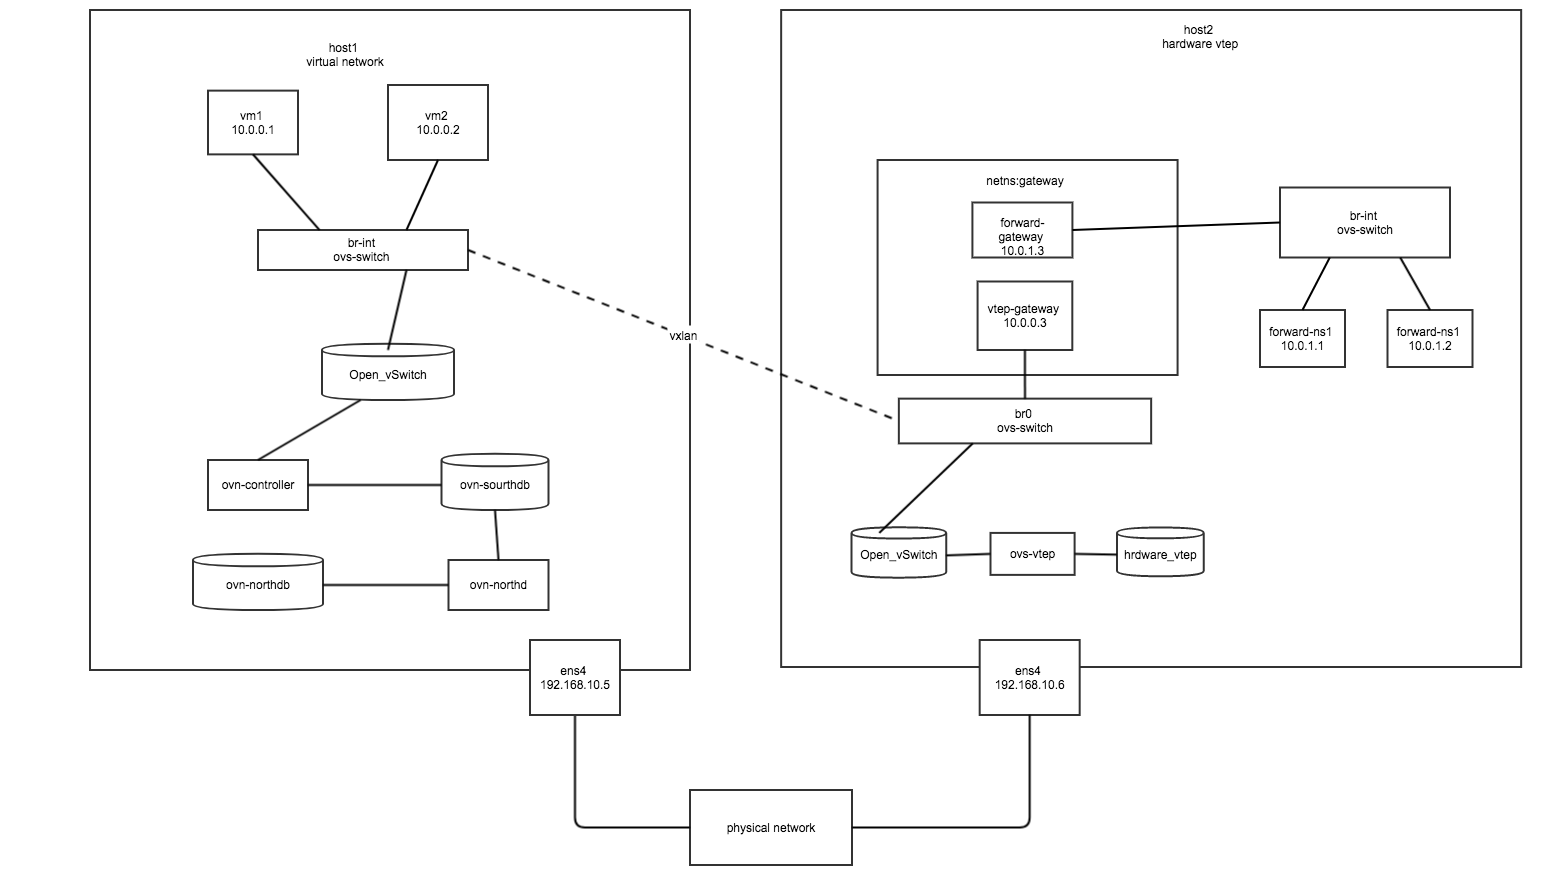 host1
virtual network
vm1
10.0.0.1
vm2
10.0.0.2
br-int
ovs-switch
Open_vSwitch
ovn-controller
ovn-sourthdb
ovn-northdb
ovn-northd
ens4
192.168.10.5
vxlan
host2
hardware vtep
netns:gateway
forward-
gateway
10.0.1.3
vtep-gateway
10.0.0.3
br-int
ovs-switch
forward-ns1
10.0.1.1
forward-ns1
10.0.1.2
br0
ovs-switch
Open_vSwitch
ovs-vtep
hrdware_vtep
ens4
192.168.10.6
physical network